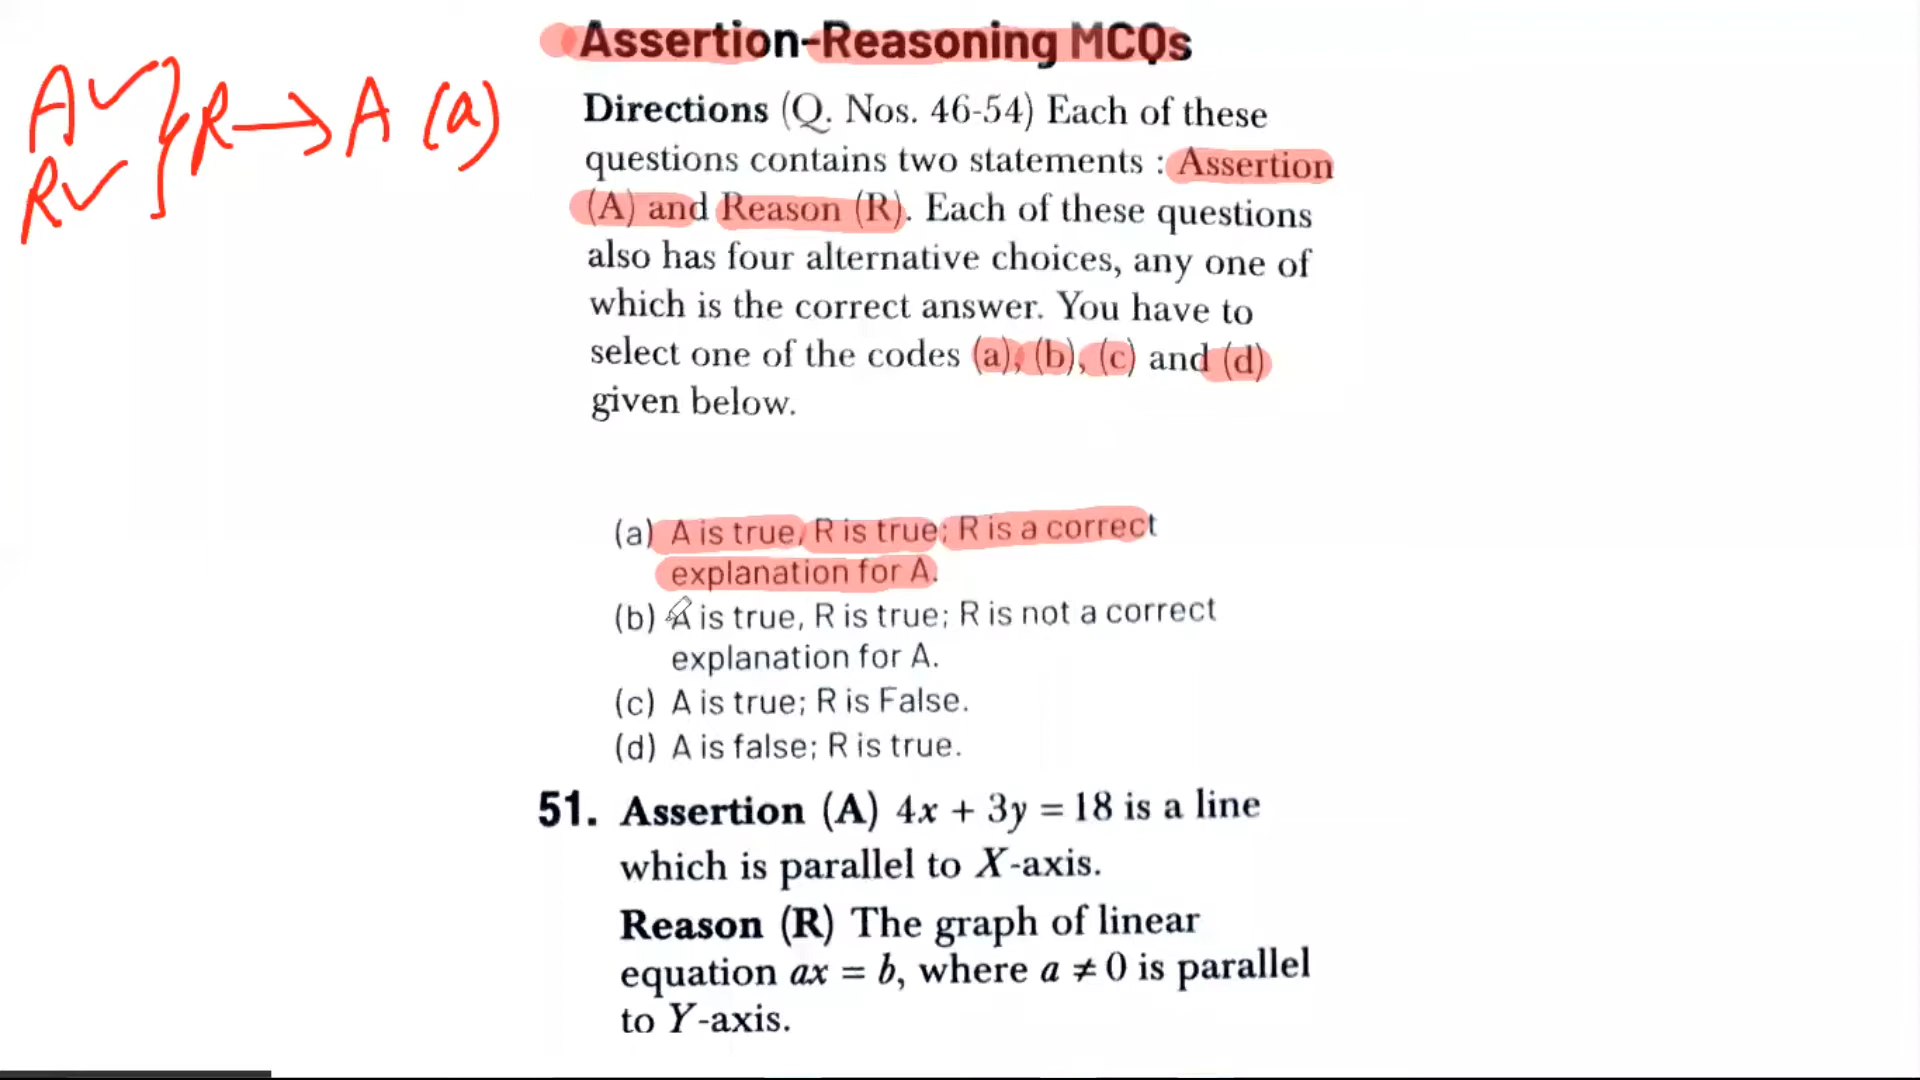 Assertion-Reasoning MCQs
A✓
R✓ } R → A (a)
Directions (Q. Nos. 46-54) Each of these
questions contains two statements : Assertion
(A) and Reason (R). Each of these questions
also has four alternative choices, any one of
which is the correct answer. You have to
select one of the codes (a), (b), (c) and (d)
given below.
(a) A is true, R is true; R is a correct
explanation for A.
(b) A is true, R is true; R is not a correct
explanation for A.
(c) A is true; R is False.
(d) A is false; R is true.
51. Assertion (A) 4x + 3y = 18 is a line
which is parallel to X-axis.
Reason (R) The graph of linear
equation ax = b, where a ≠ 0 is parallel
to Y-axis.